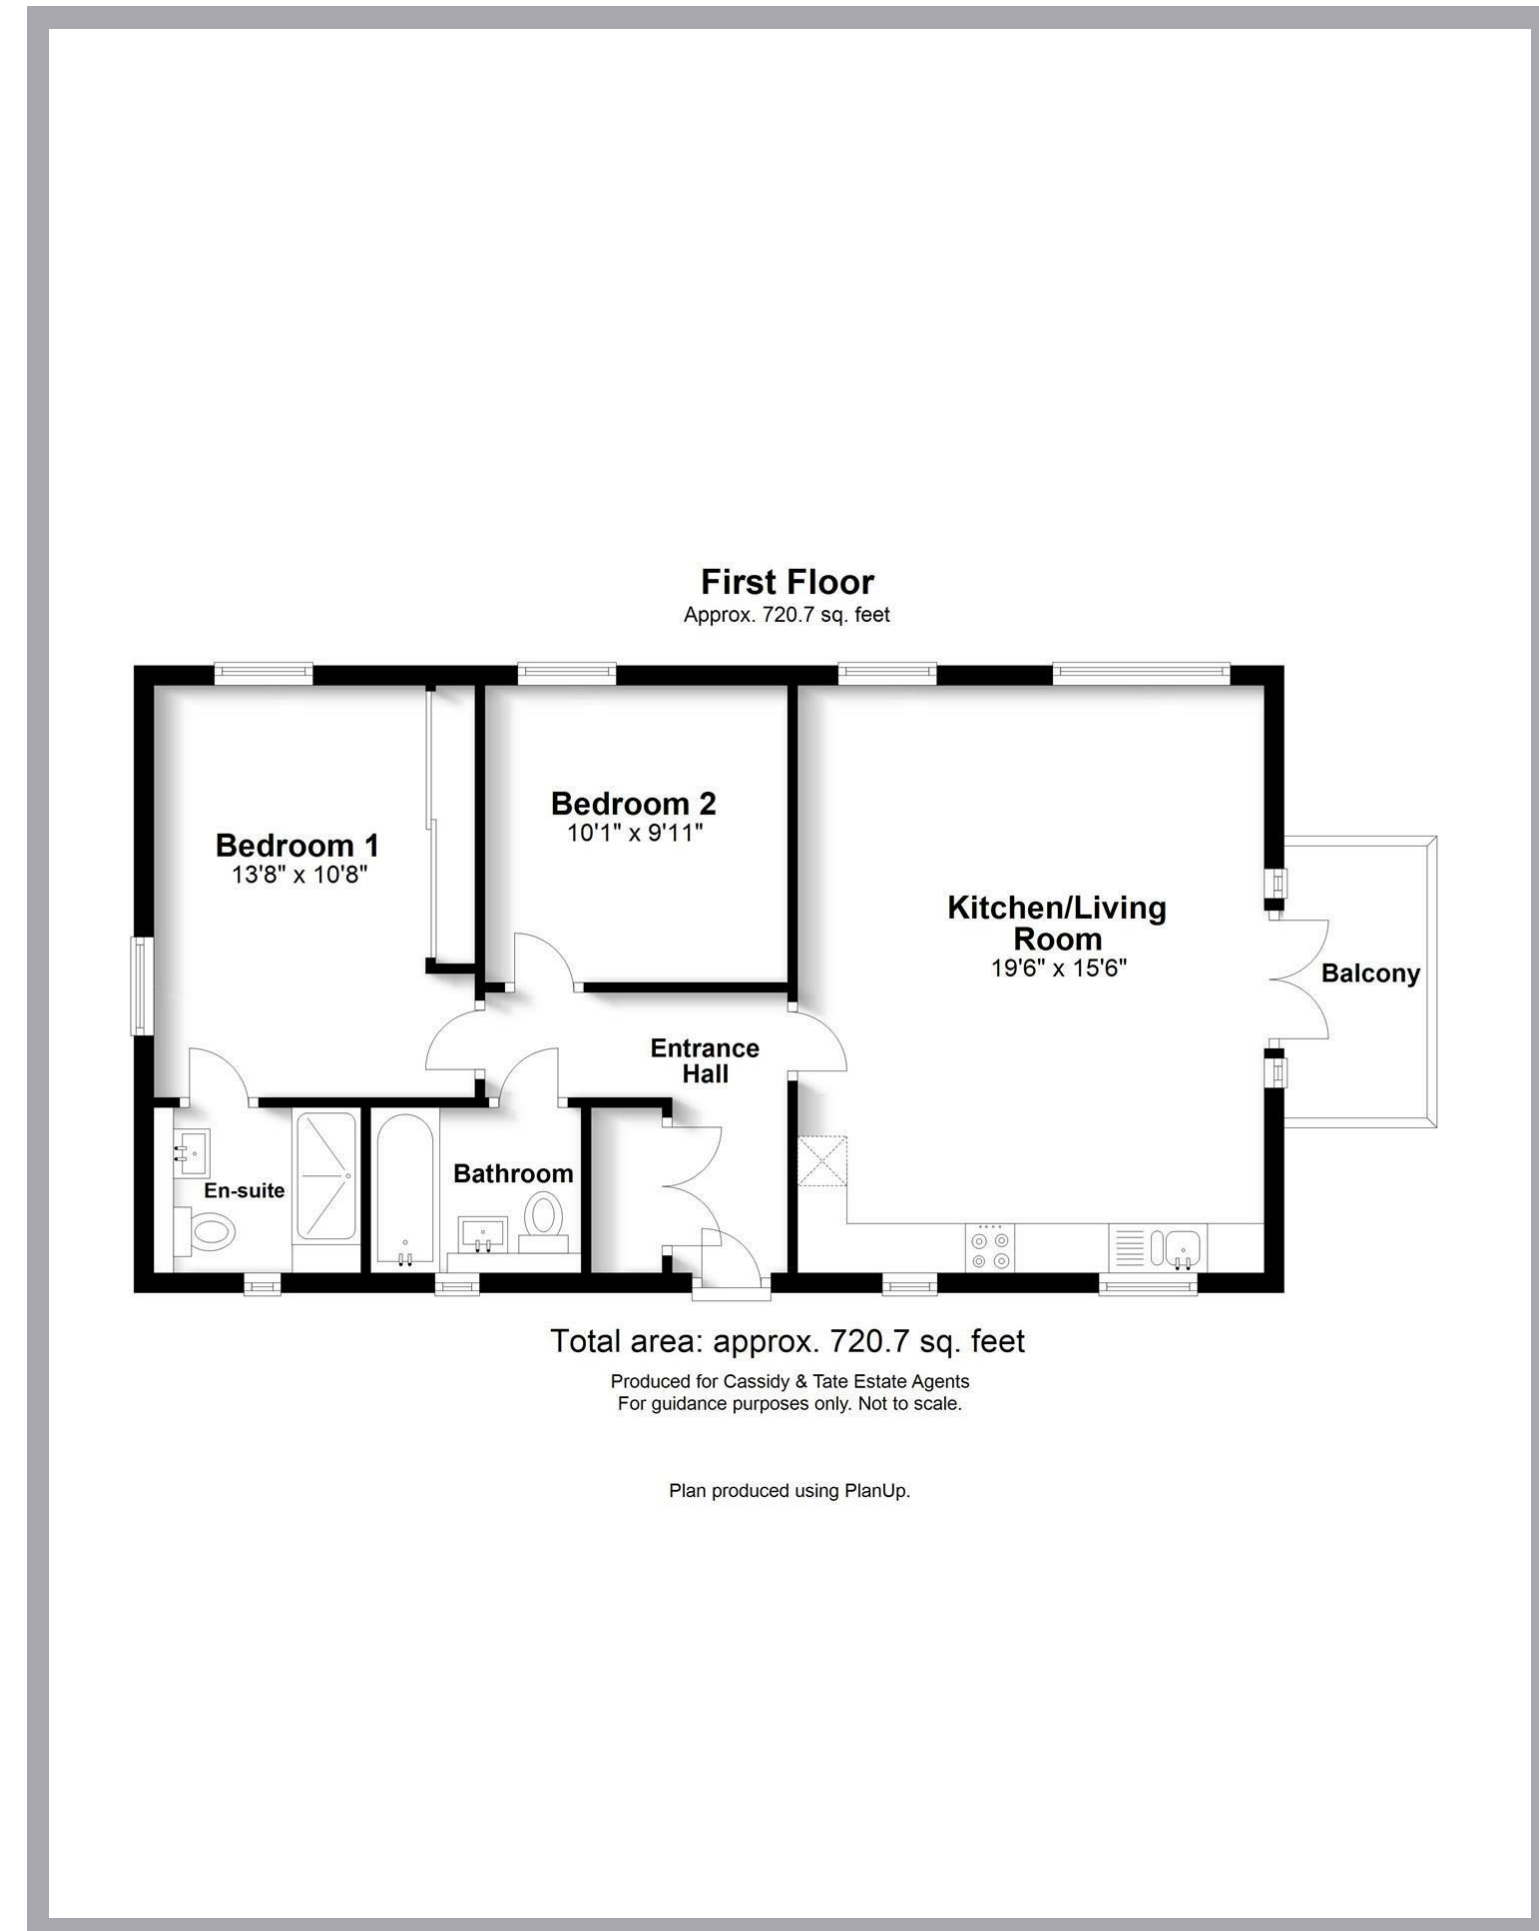 First Floor
Approx. 720.7 sq. feet
Bedroom 1
13'8" x 10'8"
Bedroom 2
10'1" x 9'11"
Kitchen/Living
Room
19'6" x 15'6"
Balcony
Entrance
Hall
Bathroom
En-suite
Total area: approx. 720.7 sq. feet
Produced for Cassidy & Tate Estate Agents
For guidance purposes only. Not to scale.
Plan produced using PlanUp.